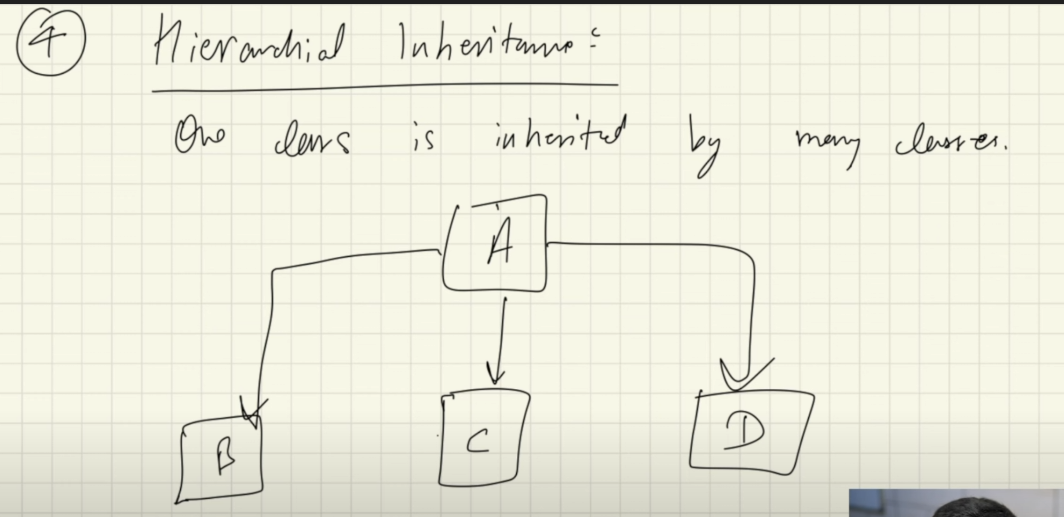 4 Hierarchial Inheritance:
One class is inherited by many classes.
A
B C D